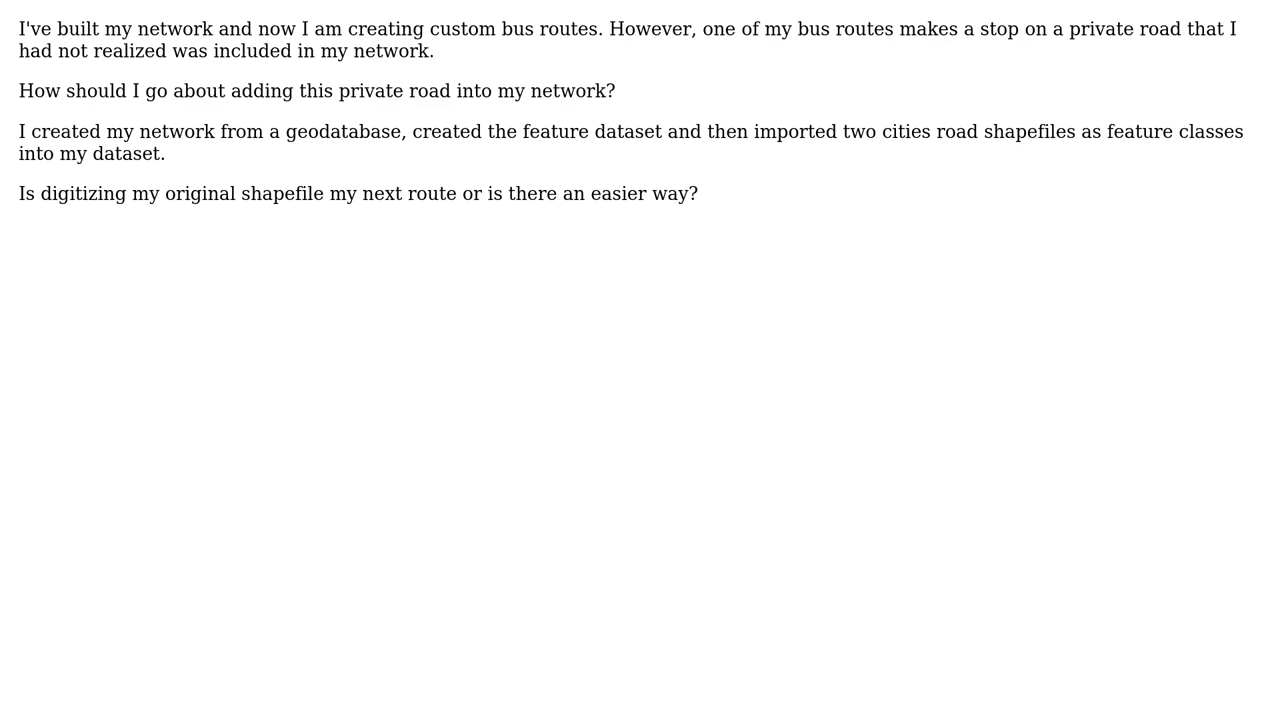 I've built my network and now I am creating custom bus routes. However, one of my bus routes makes a stop on a private road that I
had not realized was included in my network.
How should I go about adding this private road into my network?
I created my network from a geodatabase, created the feature dataset and then imported two cities road shapefiles as feature classes
into my dataset.
Is digitizing my original shapefile my next route or is there an easier way?